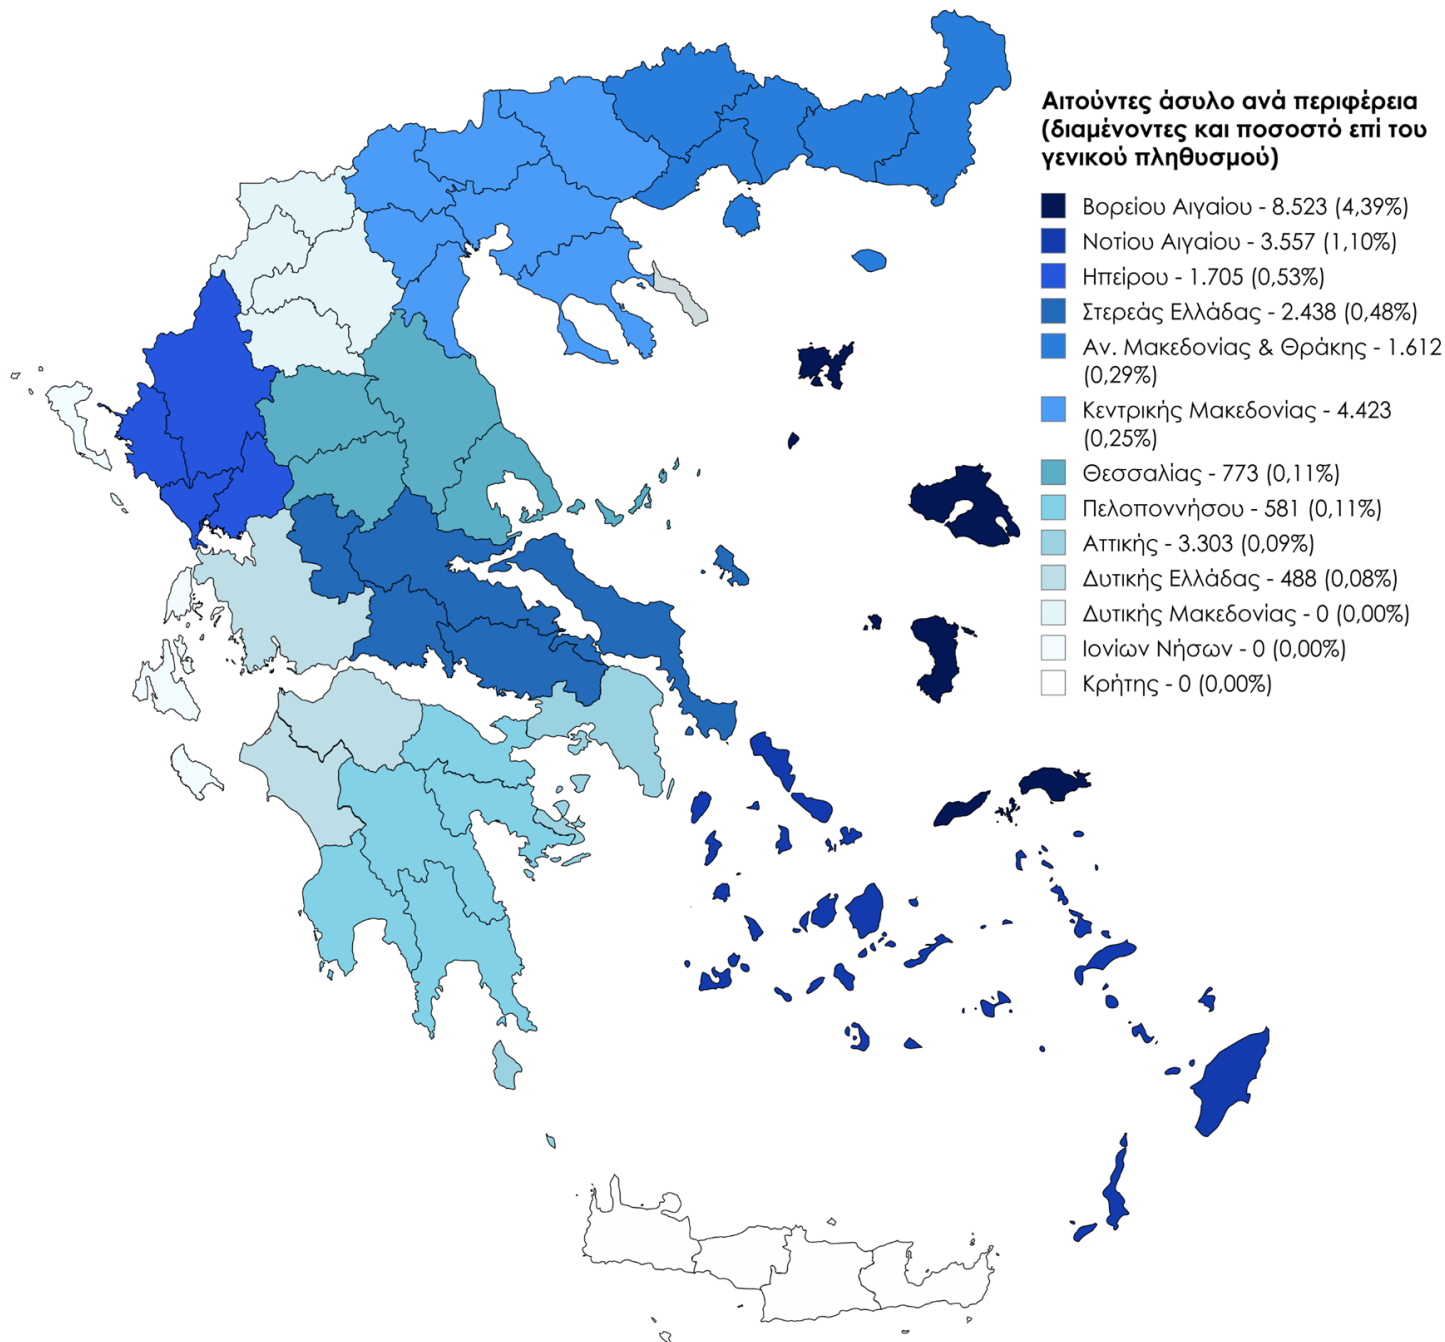 Αιτούντες άσυλο ανά περιφέρεια
(διαμένοντες και ποσοστό επί του
γενικού πληθυσμού)
Βορείου Αιγαίου - 8.523 (4,39%)
Νοτίου Αιγαίου - 3.557 (1,10%)
Ηπείρου - 1.705 (0,53%)
Στερεάς Ελλάδας - 2.438 (0,48%)
Αν. Μακεδονίας & Θράκης - 1.612
(0,29%)
Κεντρικής Μακεδονίας - 4.423
(0,25%)
Θεσσαλίας - 773 (0,11%)
Πελοποννήσου - 581 (0,11%)
Αττικής - 3.303 (0,09%)
Δυτικής Ελλάδας - 488 (0,08%)
Δυτικής Μακεδονίας - 0 (0,00%)
Ιονίων Νήσων - 0 (0,00%)
Κρήτης - 0 (0,00%)